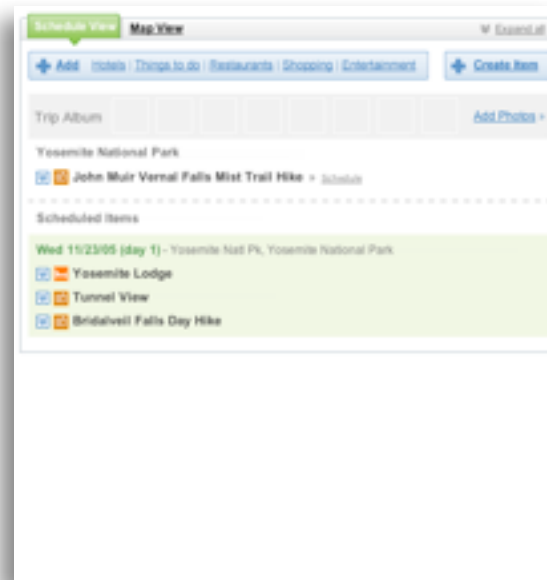 Schedule View Map View Expand all
Add Hotels | Things to do | Restaurants | Shopping | Entertainment Create Item
Trip Album Add Photos
Yosemite National Park
John Muir Vernal Falls Mist Trail Hike » Schedule
Scheduled Items
Wed 11/23/05 (day 1) - Yosemite Natl Pk, Yosemite National Park
Yosemite Lodge
Tunnel View
Bridalveil Falls Day Hike